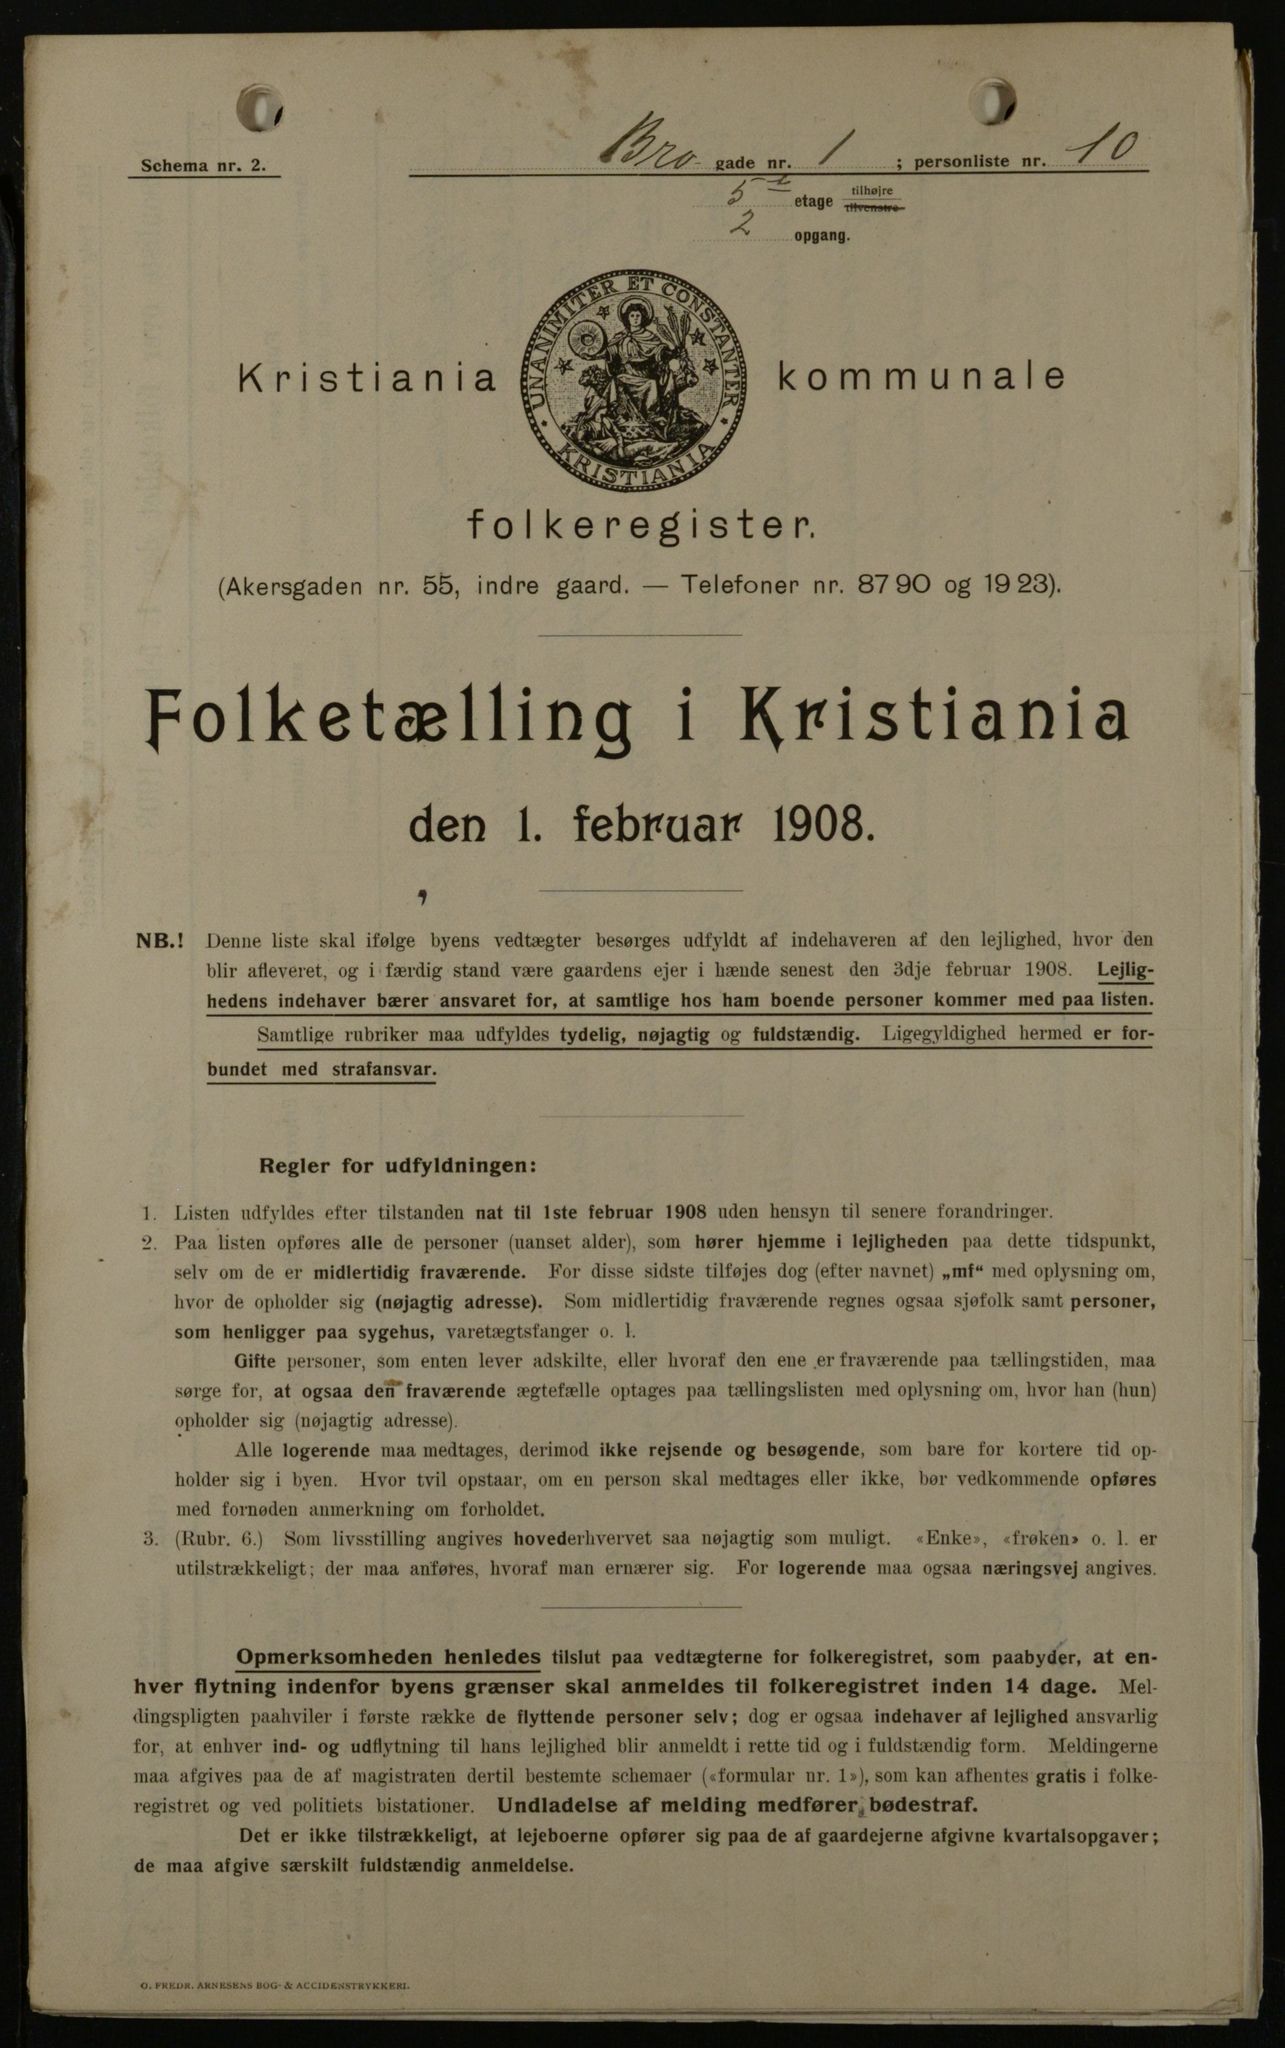 Schema nr. 2.
Bro- gade nr. 1 ; personliste nr. 10
5te etage tilhøjre
tilvenstre
2 opgang.
UNANIMITER ET CONSTANTER
KRISTIANIA
Kristiania kommunale
folkeregister.
(Akersgaden nr. 55, indre gaard. — Telefoner nr. 87 90 og 19 23).
Folketælling i Kristiania
den 1. februar 1908.
NB.! Denne liste skal ifølge byens vedtægter besørges udfyldt af indehaveren af den lejlighed, hvor den
blir afleveret, og i færdig stand være gaardens ejer i hænde senest den 3dje februar 1908. Lejlig-
hedens indehaver bærer ansvaret for, at samtlige hos ham boende personer kommer med paa listen.
Samtlige rubriker maa udfyldes tydelig, nøjagtig og fuldstændig. Ligegyldighed hermed er for-
bundet med strafansvar.
Regler for udfyldningen:
1. Listen udfyldes efter tilstanden nat til 1ste februar 1908 uden hensyn til senere forandringer.
2. Paa listen opføres alle de personer (uanset alder), som hører hjemme i lejligheden paa dette tidspunkt,
selv om de er midlertidig fraværende. For disse sidste tilføjes dog (efter navnet) „mf“ med oplysning om,
hvor de opholder sig (nøjagtig adresse). Som midlertidig fraværende regnes ogsaa sjøfolk samt personer,
som henligger paa sygehus, varetægtsfanger o. l.
Gifte personer, som enten lever adskilte, eller hvoraf den ene er fraværende paa tællingstiden, maa
sørge for, at ogsaa den fraværende ægtefælle optages paa tællingslisten med oplysning om, hvor han (hun)
opholder sig (nøjagtig adresse).
Alle logerende maa medtages, derimod ikke rejsende og besøgende, som bare for kortere tid op-
holder sig i byen. Hvor tvil opstaar, om en person skal medtages eller ikke, bør vedkommende opføres
med fornøden anmerkning om forholdet.
3. (Rubr. 6.) Som livsstilling angives hovederhvervet saa nøjagtig som muligt. «Enke», «frøken» o. l. er
utilstrækkeligt; der maa anføres, hvoraf man ernærer sig. For logerende maa ogsaa næringsvej angives.
Opmerksomheden henledes tilslut paa vedtægterne for folkeregistret, som paabyder, at en-
hver flytning indenfor byens grænser skal anmeldes til folkeregistret inden 14 dage. Mel-
dingspligten paahviler i første række de flyttende personer selv; dog er ogsaa indehaver af lejlighed ansvarlig
for, at enhver ind- og udflytning til hans lejlighed blir anmeldt i rette tid og i fuldstændig form. Meldingerne
maa afgives paa de af magistraten dertil bestemte schemaer («formular nr. 1»), som kan afhentes gratis i folke-
registret og ved politiets bistationer. Undladelse af melding medfører bødestraf.
Det er ikke tilstrækkeligt, at lejeboerne opfører sig paa de af gaardejerne afgivne kvartalsopgaver;
de maa afgive særskilt fuldstændig anmeldelse.
O. FREDR. ARNESENS BOG- & ACCIDENSTRYKKERI.